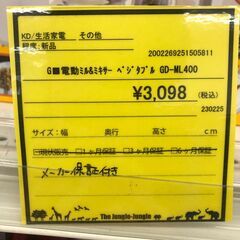 KD/生活家電 その他
程度:新品
2002269251505811
G■電動ミル&ミキサー ベジタブル GD-ML400
¥3,098 (税込)
230225
サイズ:幅 奥行 高さ cm
□現状販売 □1ヶ月保証 □3ヶ月保証 □6ヶ月保証
メーカー保証付き
The Jungle-Jungle